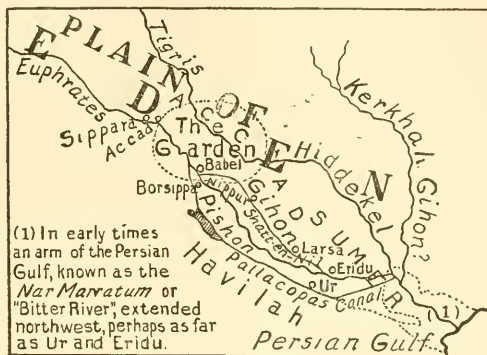 PLAIN OF
EDEN
Tigris
Euphrates
Kerkhah, Gihon?
Sippara
Accad
ACCAD
The
Garden
Babel
Hiddekel
Borsippa
Nippur
Shatt-en-Nil
Gihon
AD SUMER
Pishon
Larsa
Eridu
Ur
Pallacopas Canal
Havilah
(1)
Persian Gulf
(1) In early times
an arm of the Persian
Gulf, known as the
Nar Marratum or
"Bitter River", extended
northwest, perhaps as far
as Ur and Eridu.